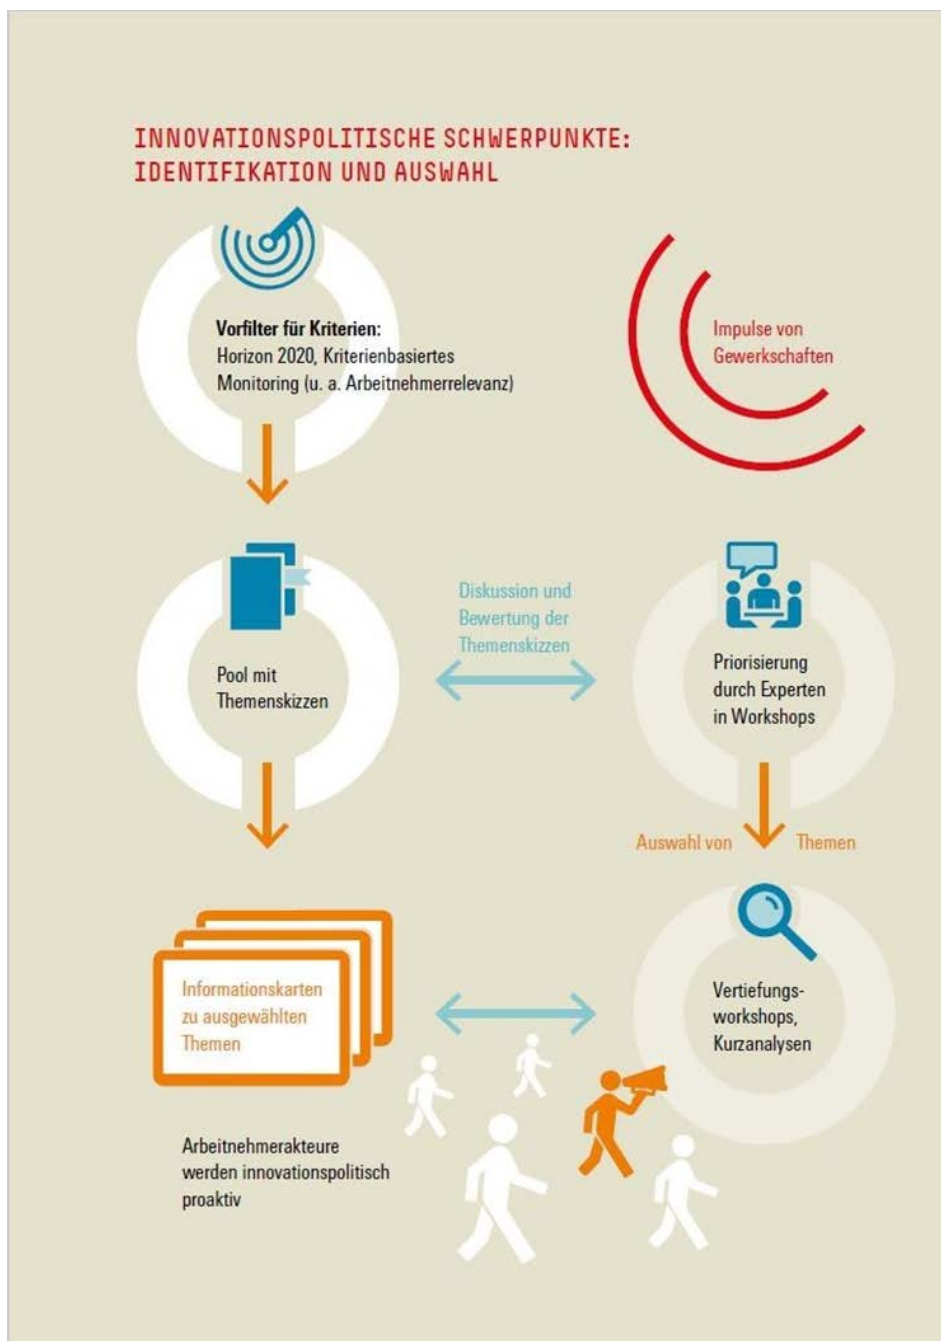 INNOVATIONSPOLITISCHE SCHWERPUNKTE:
IDENTIFIKATION UND AUSWAHL
Vorfilter für Kriterien:
Horizon 2020, Kriterienbasiertes
Monitoring (u. a. Arbeitnehmerrelevanz)
Impulse von
Gewerkschaften
Pool mit
Themenskizzen
Diskussion und
Bewertung der
Themenskizzen
Priorisierung
durch Experten
in Workshops
Auswahl von Themen
Informationskarten
zu ausgewählten
Themen
Vertiefungs-
workshops,
Kurzanalysen
Arbeitnehmerakteure
werden innovationspolitisch
proaktiv